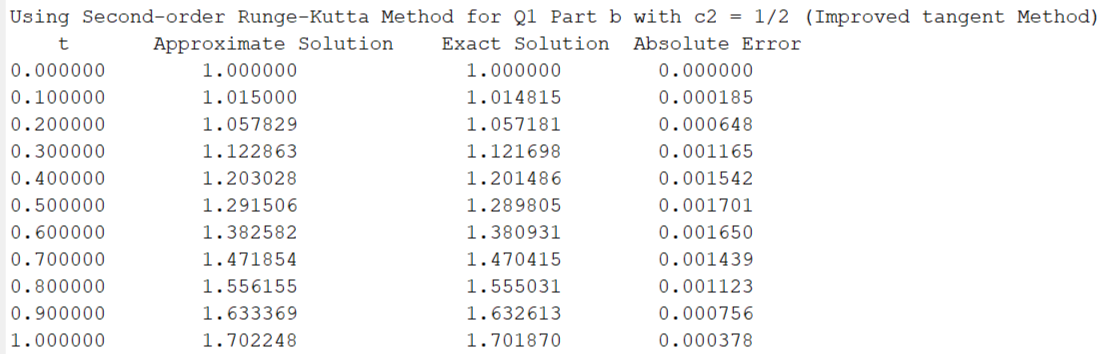 Using Second-order Runge-Kutta Method for Q1 Part b with c2 = 1/2 (Improved tangent Method)
t Approximate Solution Exact Solution Absolute Error
0.000000 1.000000 1.000000 0.000000
0.100000 1.015000 1.014815 0.000185
0.200000 1.057829 1.057181 0.000648
0.300000 1.122863 1.121698 0.001165
0.400000 1.203028 1.201486 0.001542
0.500000 1.291506 1.289805 0.001701
0.600000 1.382582 1.380931 0.001650
0.700000 1.471854 1.470415 0.001439
0.800000 1.556155 1.555031 0.001123
0.900000 1.633369 1.632613 0.000756
1.000000 1.702248 1.701870 0.000378